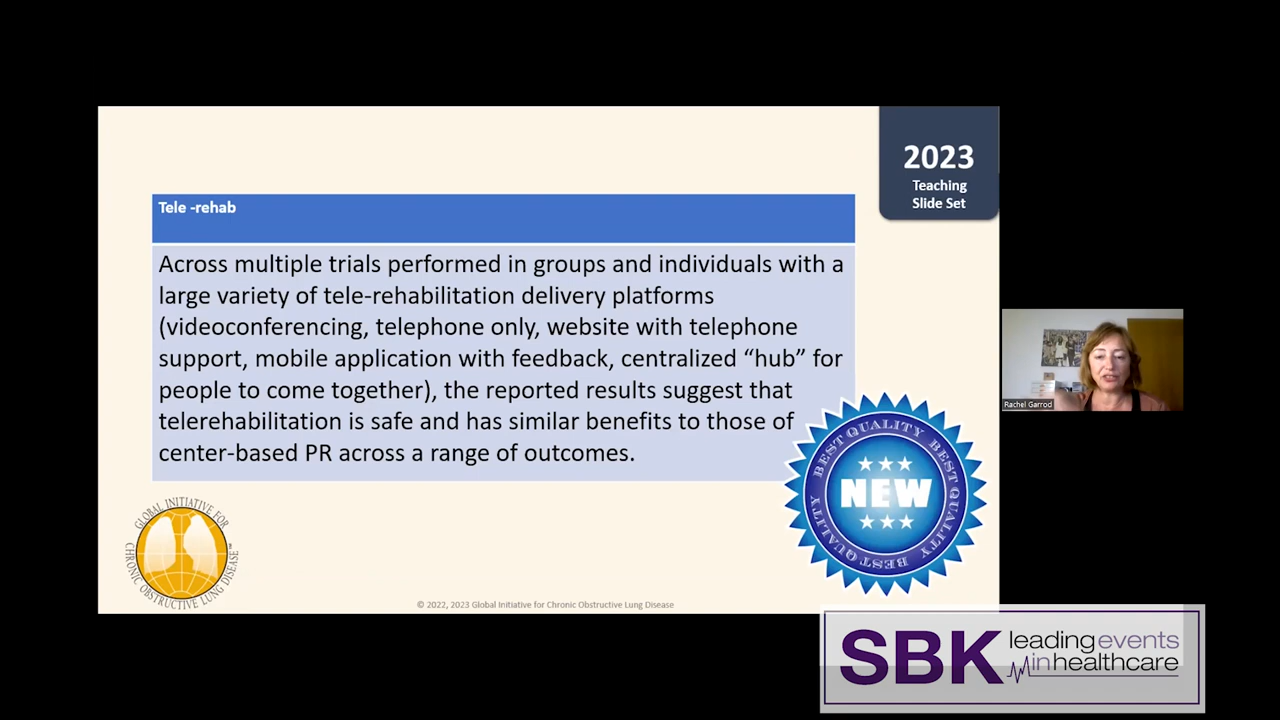 2023
Teaching
Slide Set
Tele -rehab
Across multiple trials performed in groups and individuals with a
large variety of tele-rehabilitation delivery platforms
(videoconferencing, telephone only, website with telephone
support, mobile application with feedback, centralized “hub” for
people to come together), the reported results suggest that
telerehabilitation is safe and has similar benefits to those of
center-based PR across a range of outcomes.
Rachel Garrod
BEST QUALITY BEST QUALITY BEST QUALITY
NEW
GLOBAL INITIATIVE FOR
CHRONIC OBSTRUCTIVE LUNG DISEASE
© 2022, 2023 Global Initiative for Chronic Obstructive Lung Disease
SBK leading events
in healthcare